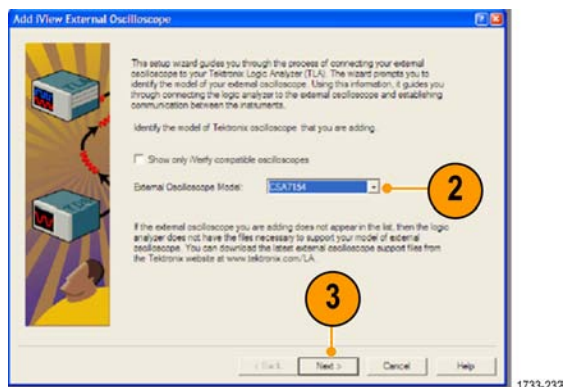 Add iView External Oscilloscope
This setup wizard guides you through the process of connecting your external
oscilloscope to your Tektronix Logic Analyzer (TLA). The wizard prompts you to
identify the model of your external oscilloscope. Using this information, it guides you
through connecting the logic analyzer to the external oscilloscope and establishing
communication between the instruments.
Identify the model of Tektronix oscilloscope that you are adding.
Show only iVerify compatible oscilloscopes
External Oscilloscope Model: CSA7154
2
If the external oscilloscope you are adding does not appear in the list, then the logic
analyzer does not have the files necessary to support your model of external
oscilloscope. You can download the latest external oscilloscope support files from
the Tektronix website at www.tektronix.com/LA.
3
< Back Next > Cancel Help
1733-232